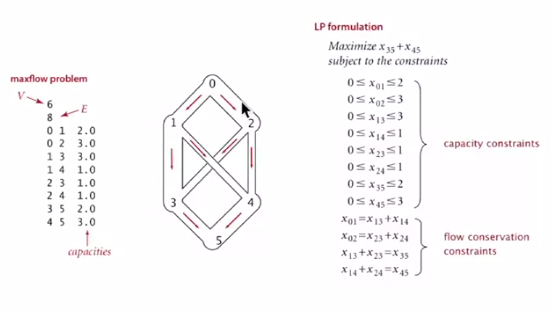 LP formulation
Maximize x35 + x45
subject to the constraints
maxflow problem
V
6
E
8
0 1 2.0
0 2 3.0
1 3 3.0
1 4 1.0
2 3 1.0
2 4 1.0
3 5 2.0
4 5 3.0
capacities
0
1
2
3
4
5
0 ≤ x01 ≤ 2
0 ≤ x02 ≤ 3
0 ≤ x13 ≤ 3
0 ≤ x14 ≤ 1
0 ≤ x23 ≤ 1
0 ≤ x24 ≤ 1
0 ≤ x35 ≤ 2
0 ≤ x45 ≤ 3
capacity constraints
x01 = x13 + x14
x02 = x23 + x24
x13 + x23 = x35
x14 + x24 = x45
flow conservation
constraints